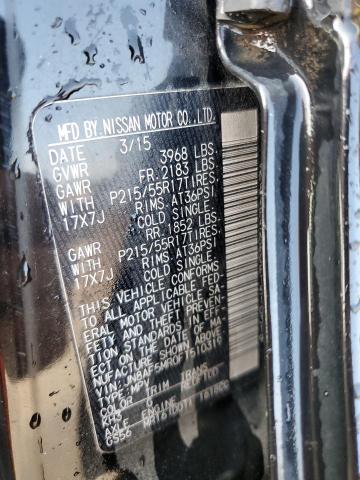 MFD BY NISSAN MOTOR CO., LTD.
DATE 3/15
GVWR 3968 LBS.
GAWR FR. 2183 LBS.
WITH P215/55R17TIRES.
17X7J RIMS. AT36PSI
COLD SINGLE.
GAWR RR. 1852 LBS.
WITH P215/55R17TIRES.
17X7J RIMS. AT36PSI
COLD SINGLE.
THIS VEHICLE CONFORMS
TO ALL APPLICABLE FED-
ERAL MOTOR VEHICLE SA-
FETY AND THEFT PREVEN-
TION STANDARDS
EFFECTIVE ON THE DATE OF MA-
NUFACTURE SHOWN ABOVE.
TYPE:MPV
COLOR TRIM TRANS
KH3
AXLE ENGINE
GS56